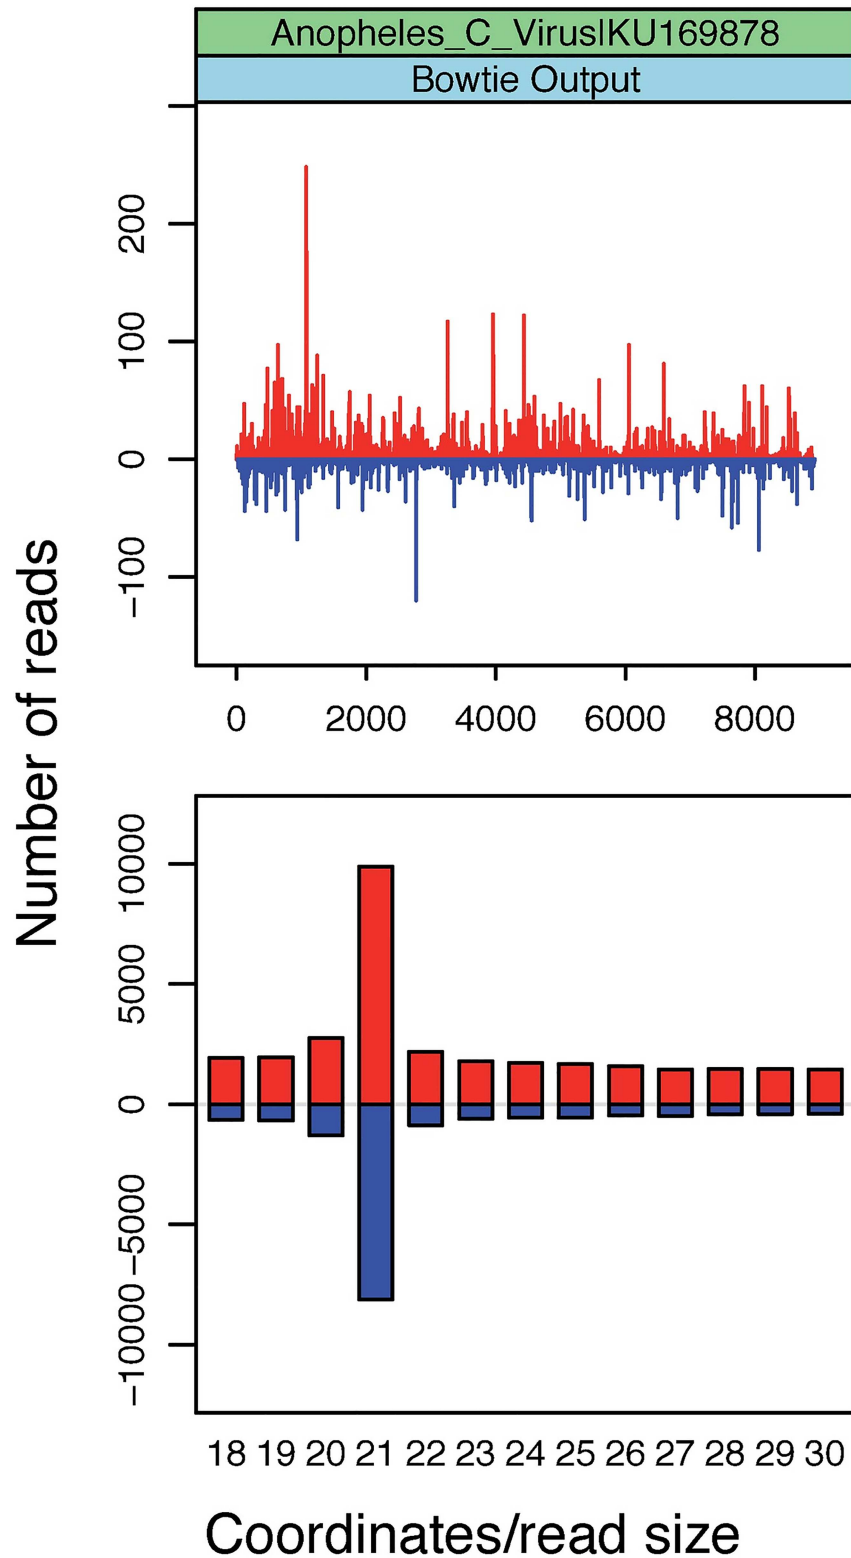 Anopheles_C_Virus|KU169878
Bowtie Output
200
100
0
−100
0 2000 4000 6000 8000
Number of reads
10000
5000
0
−5000
−10000
18 19 20 21 22 23 24 25 26 27 28 29 30
Coordinates/read size